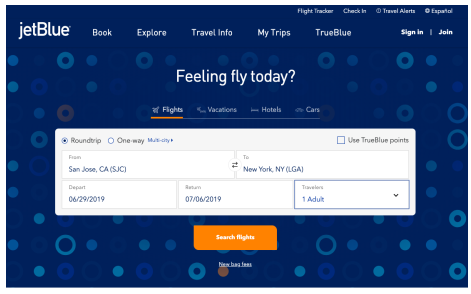 Flight Tracker Check In Travel Alerts Español
jetBlue Book Explore Travel Info My Trips TrueBlue Sign in | Join
Feeling fly today?
Flights Vacations Hotels Cars
Roundtrip One-way Multi-city Use TrueBlue points
From To
San Jose, CA (SJC) New York, NY (LGA)
Depart Return Travelers
06/29/2019 07/06/2019 1 Adult
Search flights
New bag fees